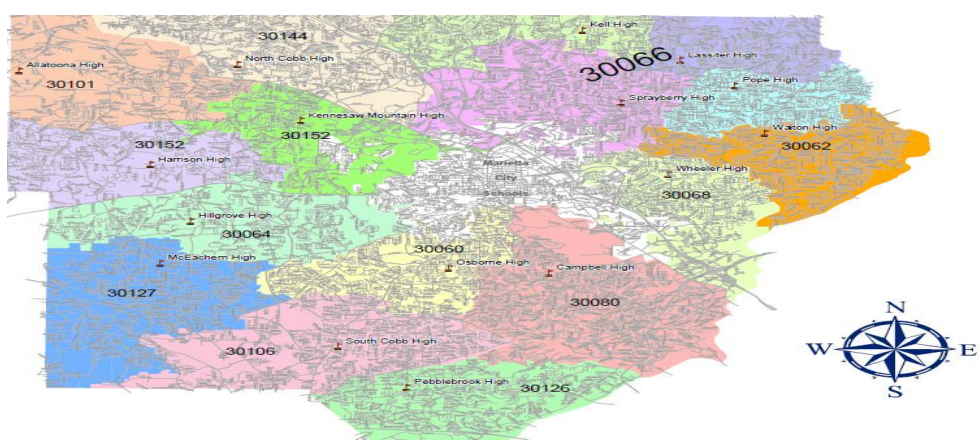 Kell High
30144
North Cobb High
30066
Lassiter High
Allatoona High
30101
Pope High
Sprayberry High
Kennesaw Mountain High
30152
Walton High
30062
30152
Harrison High
Marietta
City
Schools
Wheeler High
30068
Hillgrove High
30064
30060
McEachern High
Osborne High
Campbell High
30127
30080
30106
South Cobb High
Pebblebrook High
30126
N
W
E
S